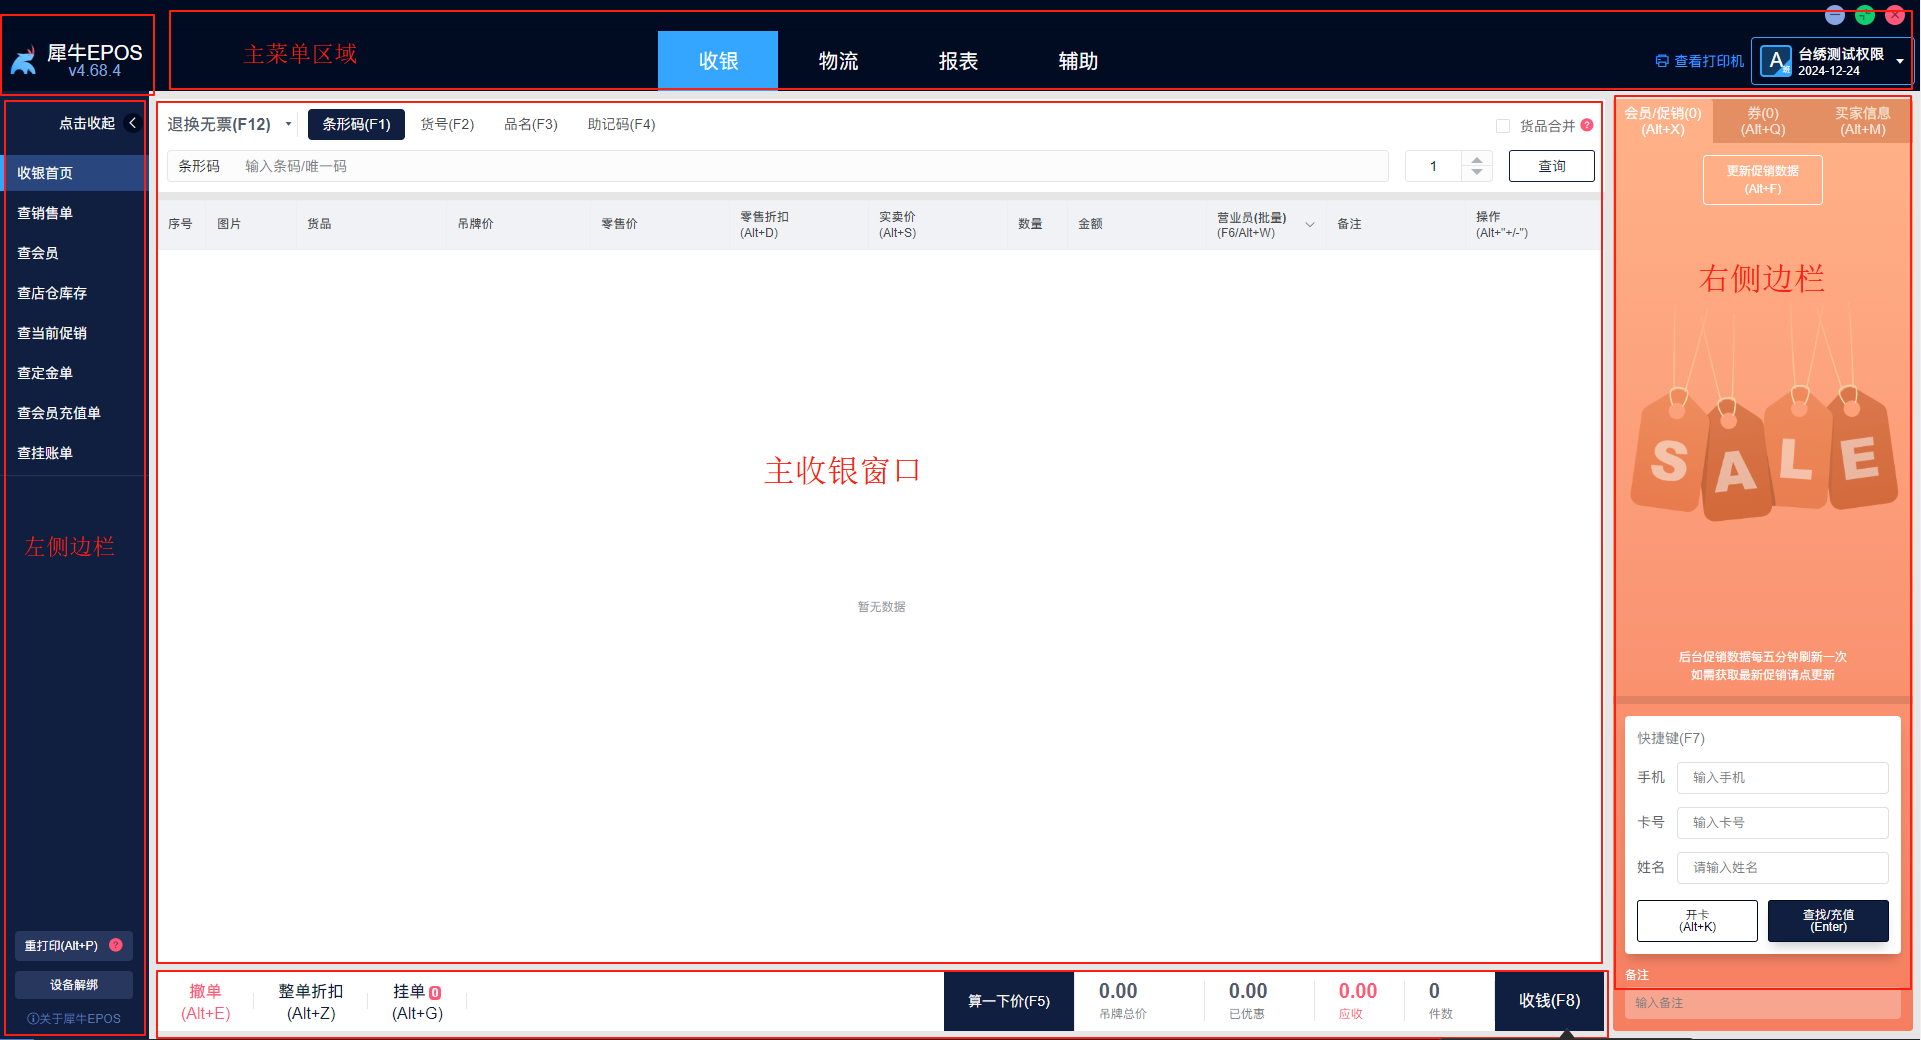 犀牛EPOS
v4.68.4
主菜单区域
收银
物流
报表
辅助
查看打印机
A
班
台绣测试权限
2024-12-24
点击收起
收银首页
查销售单
查会员
查店仓库存
查当前促销
查定金单
查会员充值单
查挂账单
左侧边栏
重打印(Alt+P)
?
设备解绑
关于犀牛EPOS
退换无票(F12)
条形码(F1)
货号(F2)
品名(F3)
助记码(F4)
货品合并
?
条形码
输入条码/唯一码
1
查询
序号
图片
货品
吊牌价
零售价
零售折扣
(Alt+D)
实卖价
(Alt+S)
数量
金额
营业员(批量)
(F6/Alt+W)
备注
操作
(Alt+"+/-")
主收银窗口
暂无数据
撤单
(Alt+E)
整单折扣
(Alt+Z)
挂单 0
(Alt+G)
算一下价(F5)
0.00
吊牌总价
0.00
已优惠
0.00
应收
0
件数
收钱(F8)
会员/促销(0)
(Alt+X)
券(0)
(Alt+Q)
买家信息
(Alt+M)
更新促销数据
(Alt+F)
右侧边栏
SALE
后台促销数据每五分钟刷新一次
如需获取最新促销请点更新
快捷键(F7)
手机
输入手机
卡号
输入卡号
姓名
请输入姓名
开卡
(Alt+K)
查找/充值
(Enter)
备注
输入备注